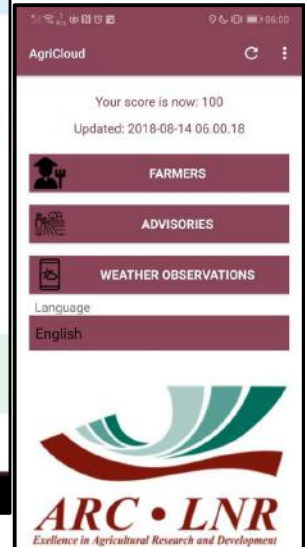 06:00
AgriCloud
Your score is now: 100
Updated: 2018-08-14 06.00.18
FARMERS
ADVISORIES
WEATHER OBSERVATIONS
Language
English
ARC • LNR
Excellence in Agricultural Research and Development